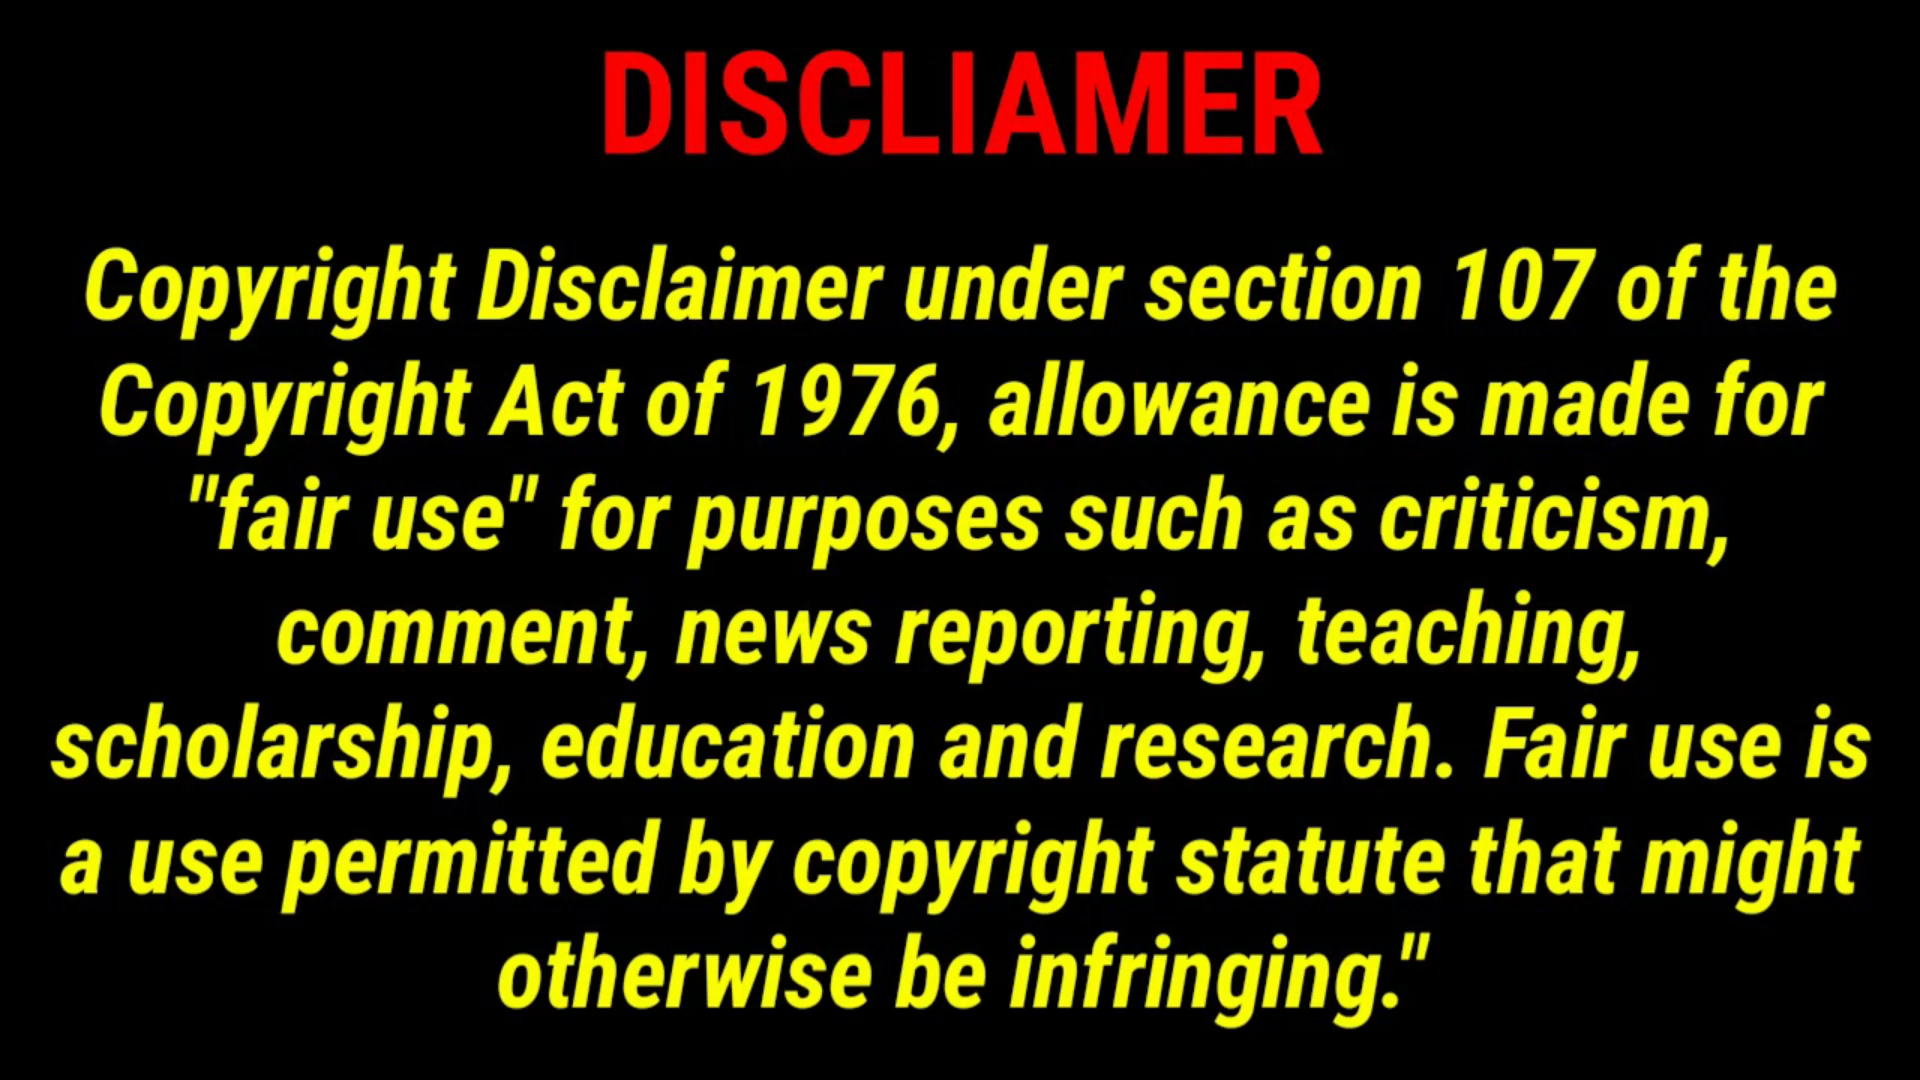 DISCLIAMER
Copyright Disclaimer under section 107 of the
Copyright Act of 1976, allowance is made for
"fair use" for purposes such as criticism,
comment, news reporting, teaching,
scholarship, education and research. Fair use is
a use permitted by copyright statute that might
otherwise be infringing."